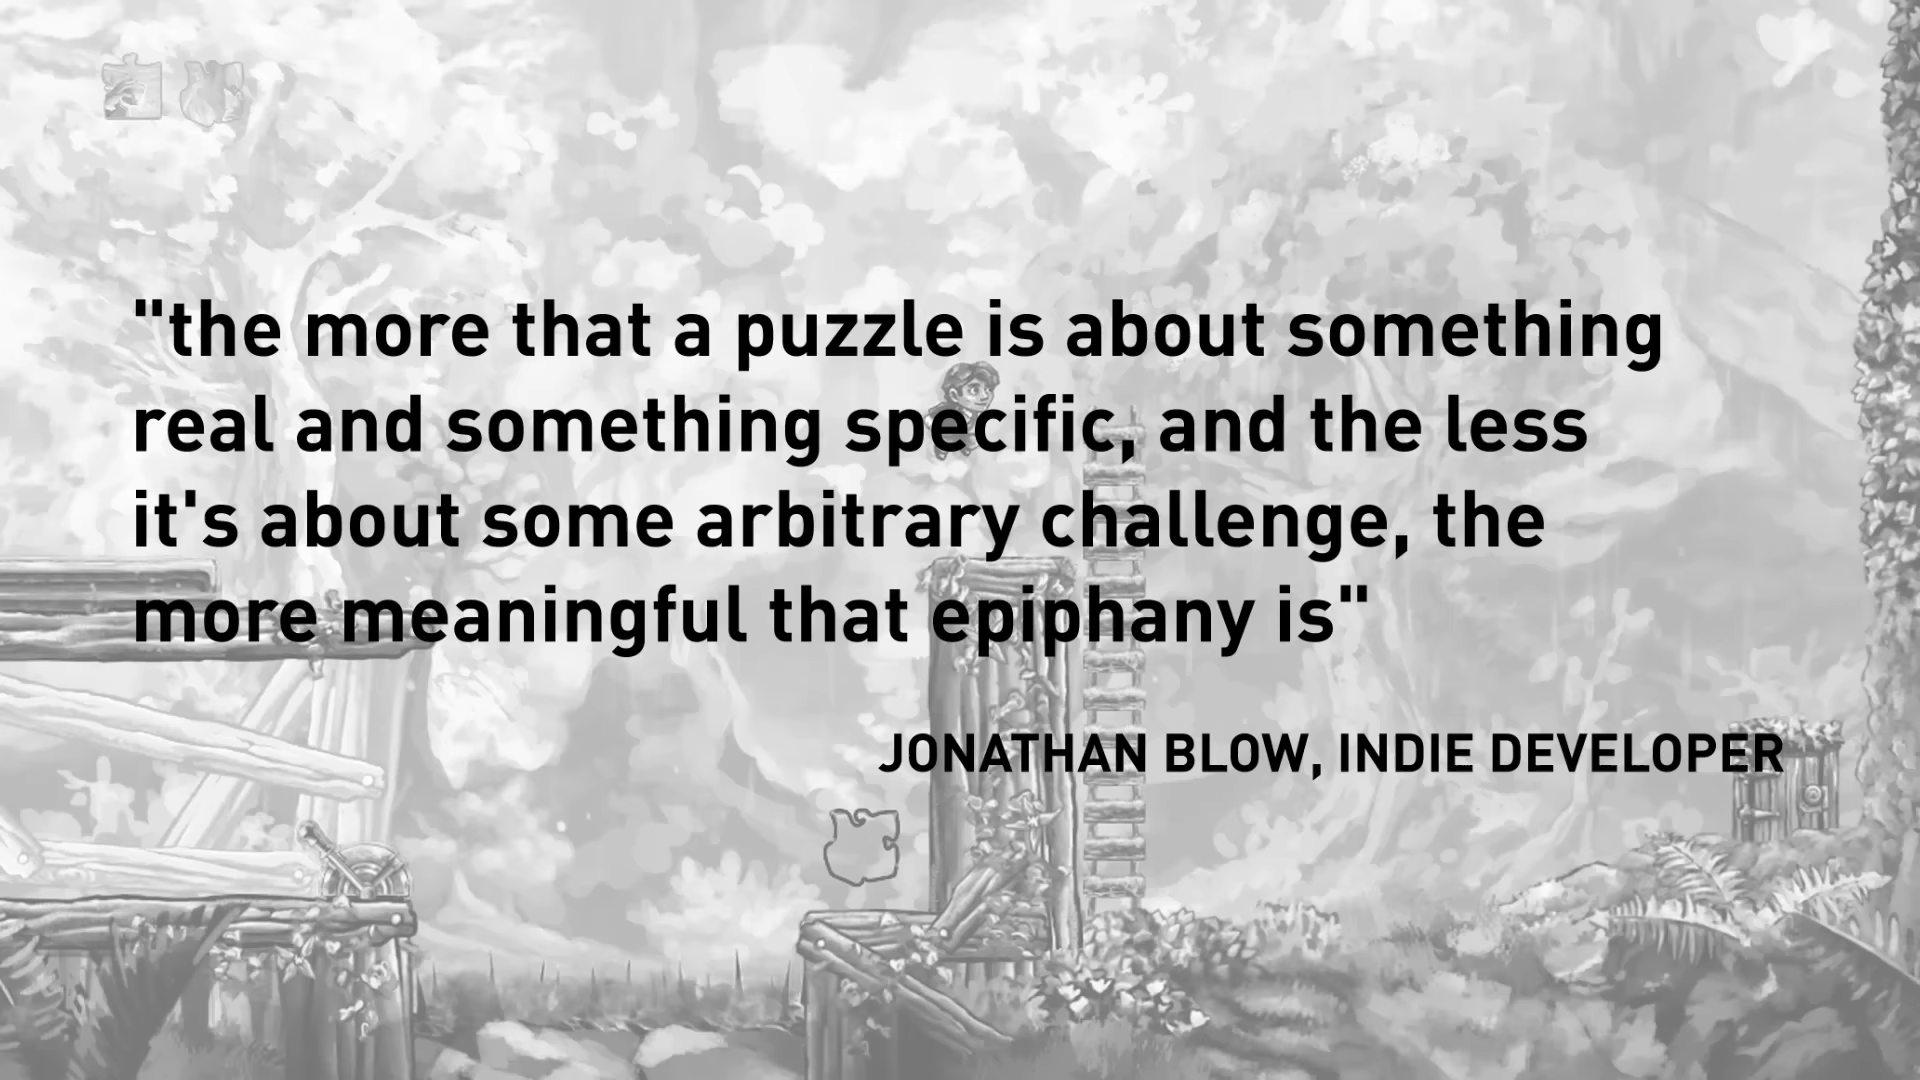 "the more that a puzzle is about something
real and something specific, and the less
it's about some arbitrary challenge, the
more meaningful that epiphany is"
JONATHAN BLOW, INDIE DEVELOPER